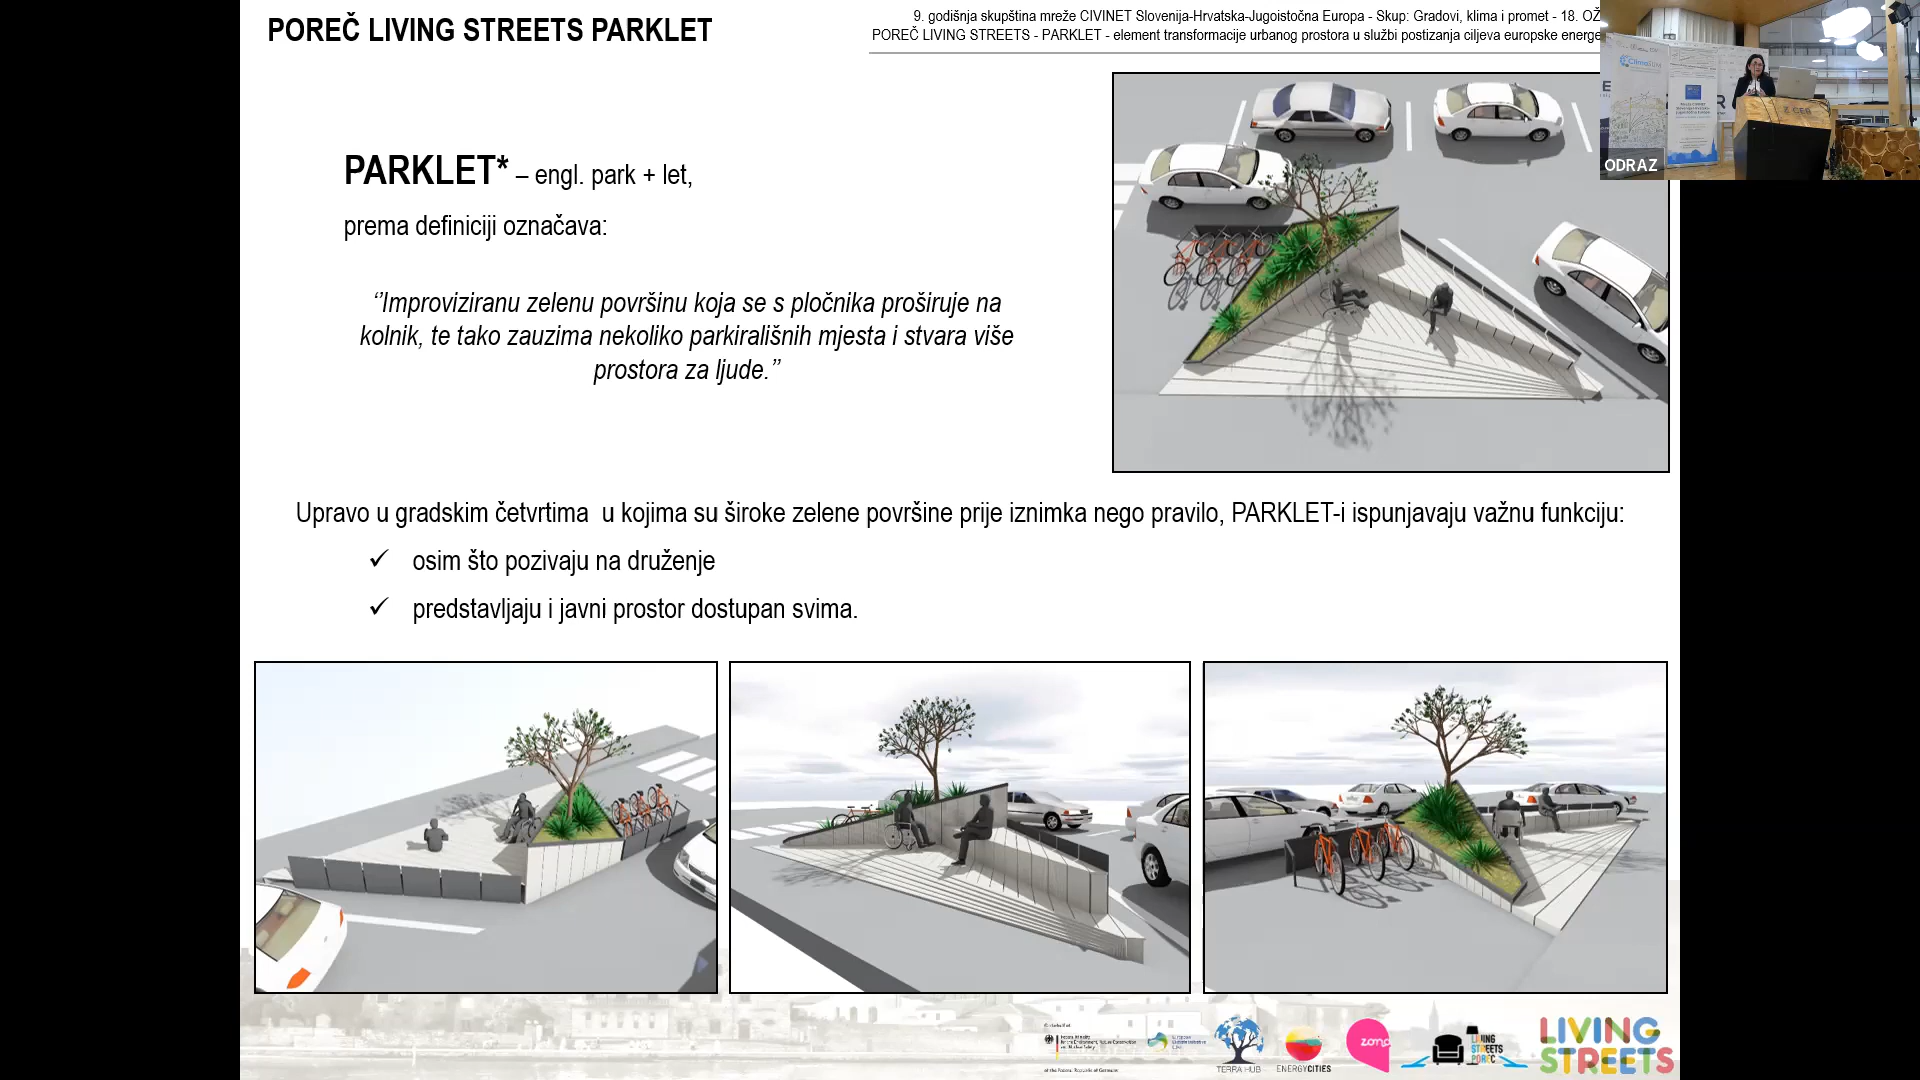 POREČ LIVING STREETS PARKLET
9. godišnja skupština mreže CIVINET Slovenija-Hrvatska-Jugoistočna Europa - Skup: Gradovi, klima i promet - 18. OŽ
POREČ LIVING STREETS - PARKLET - element transformacije urbanog prostora u službi postizanja ciljeva europske energe
ODRAZ
PARKLET* – engl. park + let,
prema definiciji označava:
‘’Improviziranu zelenu površinu koja se s pločnika proširuje na
kolnik, te tako zauzima nekoliko parkirališnih mjesta i stvara više
prostora za ljude.’’
Upravo u gradskim četvrtima u kojima su široke zelene površine prije iznimka nego pravilo, PARKLET-i ispunjavaju važnu funkciju:
✓ osim što pozivaju na druženje
✓ predstavljaju i javni prostor dostupan svima.
TERRA HUB
ENERGYCITIES
zona
LIVING
STREETS
POREČ
LIVING
STREETS